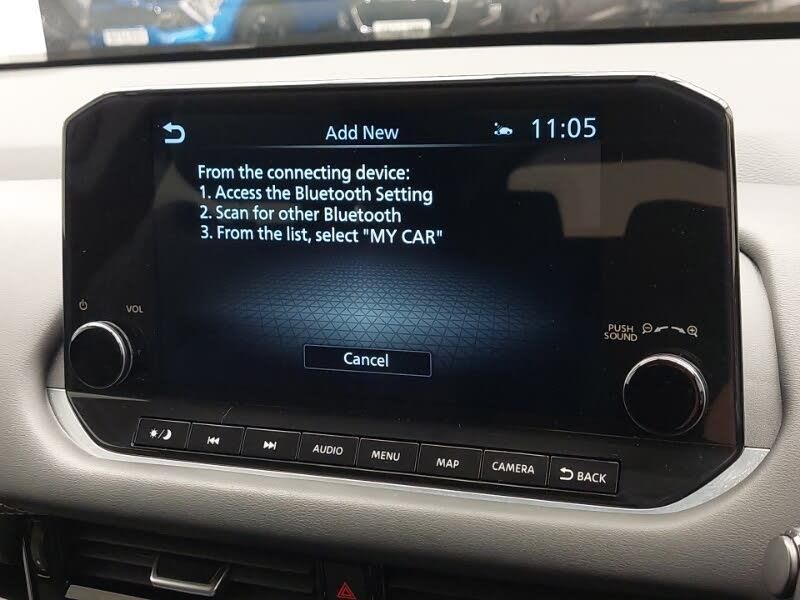 Add New
11:05
From the connecting device:
1. Access the Bluetooth Setting
2. Scan for other Bluetooth
3. From the list, select "MY CAR"
VOL
PUSH
SOUND
Cancel
AUDIO
MENU
MAP
CAMERA
BACK